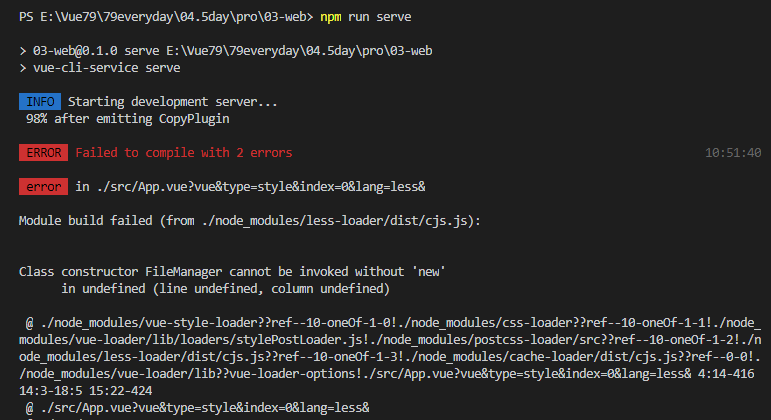 PS E:\Vue79\79everyday\04.5day\pro\03-web> npm run serve
> 03-web@0.1.0 serve E:\Vue79\79everyday\04.5day\pro\03-web
> vue-cli-service serve
INFO Starting development server...
98% after emitting CopyPlugin
ERROR Failed to compile with 2 errors 10:51:40
error in ./src/App.vue?vue&type=style&index=0&lang=less&
Module build failed (from ./node_modules/less-loader/dist/cjs.js):
Class constructor FileManager cannot be invoked without 'new'
in undefined (line undefined, column undefined)
@ ./node_modules/vue-style-loader??ref--10-oneOf-1-0!./node_modules/css-loader??ref--10-oneOf-1-1!./node_
modules/vue-loader/lib/loaders/stylePostLoader.js!./node_modules/postcss-loader/src??ref--10-oneOf-1-2!./n
ode_modules/less-loader/dist/cjs.js??ref--10-oneOf-1-3!./node_modules/cache-loader/dist/cjs.js??ref--0-0!.
/node_modules/vue-loader/lib??vue-loader-options!./src/App.vue?vue&type=style&index=0&lang=less& 4:14-416
14:3-18:5 15:22-424
@ ./src/App.vue?vue&type=style&index=0&lang=less&